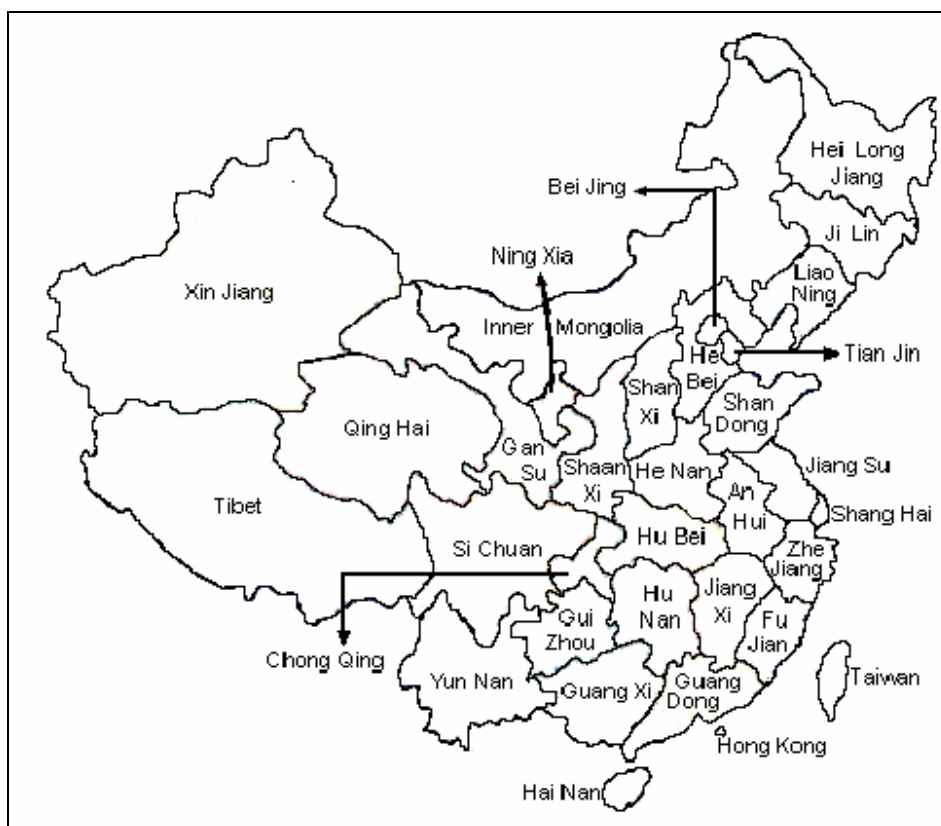 Hei Long
Jiang
Bei Jing
Ji Lin
Ning Xia
Liao
Ning
Xin Jiang
Inner Mongolia
He
Bei
Tian Jin
Shan
Xi
Shan
Dong
Qing Hai
Gan
Su
Shaan
Xi
He Nan
Jiang Su
An
Hui
Tibet
Shang Hai
Si Chuan
Hu Bei
Zhe
Jiang
Hu
Nan
Jiang
Xi
Gui
Zhou
Fu
Jian
Chong Qing
Yun Nan
Guang Xi
Guang
Dong
Taiwan
Hong Kong
Hai Nan